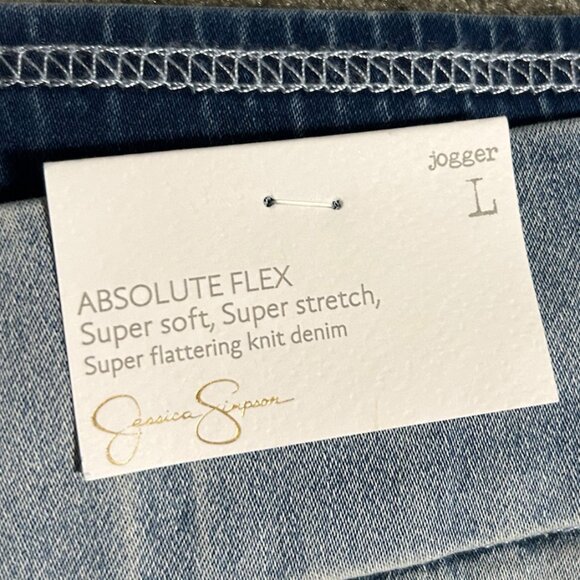 jogger
L
ABSOLUTE FLEX
Super soft, Super stretch,
Super flattering knit denim
Jessica Simpson